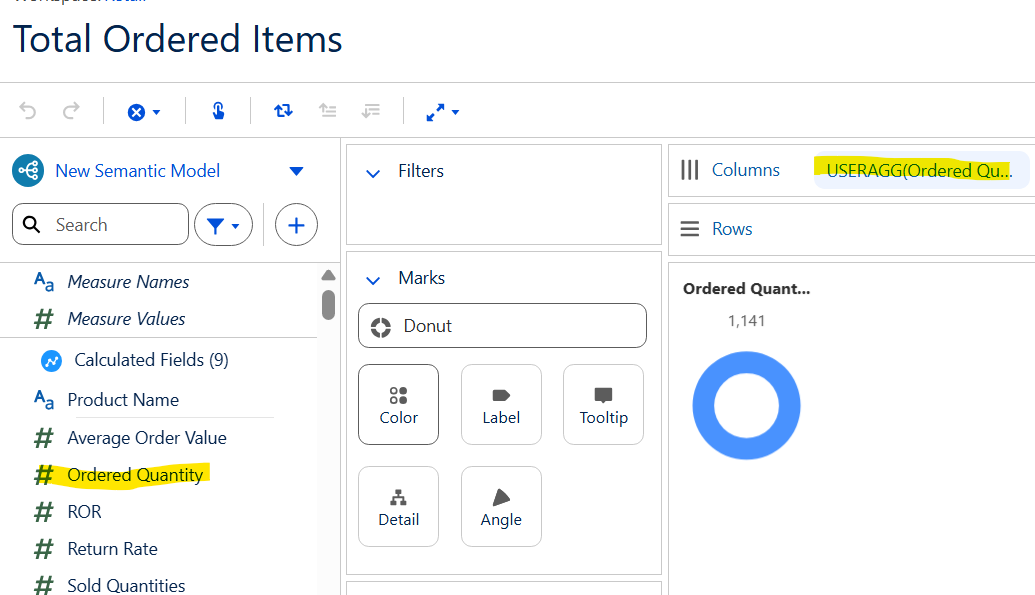 Total Ordered Items
New Semantic Model
Search
Measure Names
Measure Values
Calculated Fields (9)
Product Name
Average Order Value
Ordered Quantity
ROR
Return Rate
Sold Quantities
Filters
Marks
Donut
Color
Label
Tooltip
Detail
Angle
Columns
USERAGG(Ordered Qu...
Rows
Ordered Quant...
1,141